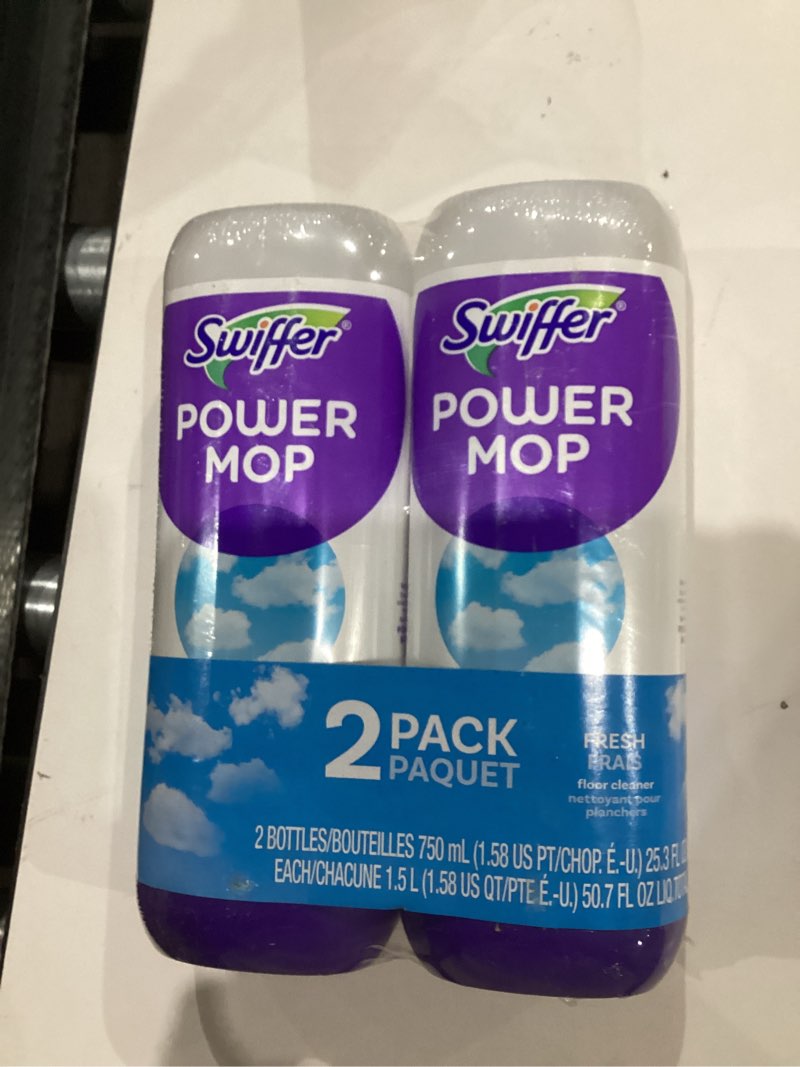 Swiffer®
POWER
MOP
Swiffer®
POWER
MOP
2 PACK
PAQUET
FRESH
FRAIS
floor cleaner
nettoyant pour
planchers
2 BOTTLES/BOUTEILLES 750 mL (1.58 US PT/CHOP. É.-U.) 25.3 FL
EACH/CHACUNE 1.5 L (1.58 US QT/PTE É.-U.) 50.7 FL OZ LIQ.